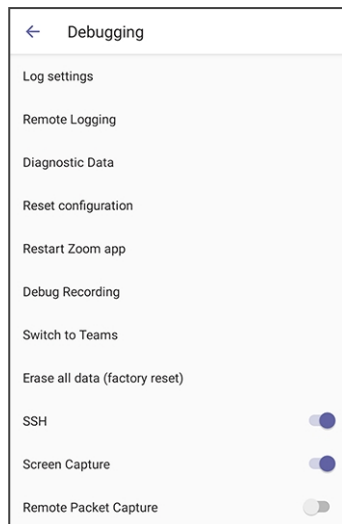 Debugging
Log settings
Remote Logging
Diagnostic Data
Reset configuration
Restart Zoom app
Debug Recording
Switch to Teams
Erase all data (factory reset)
SSH
Screen Capture
Remote Packet Capture